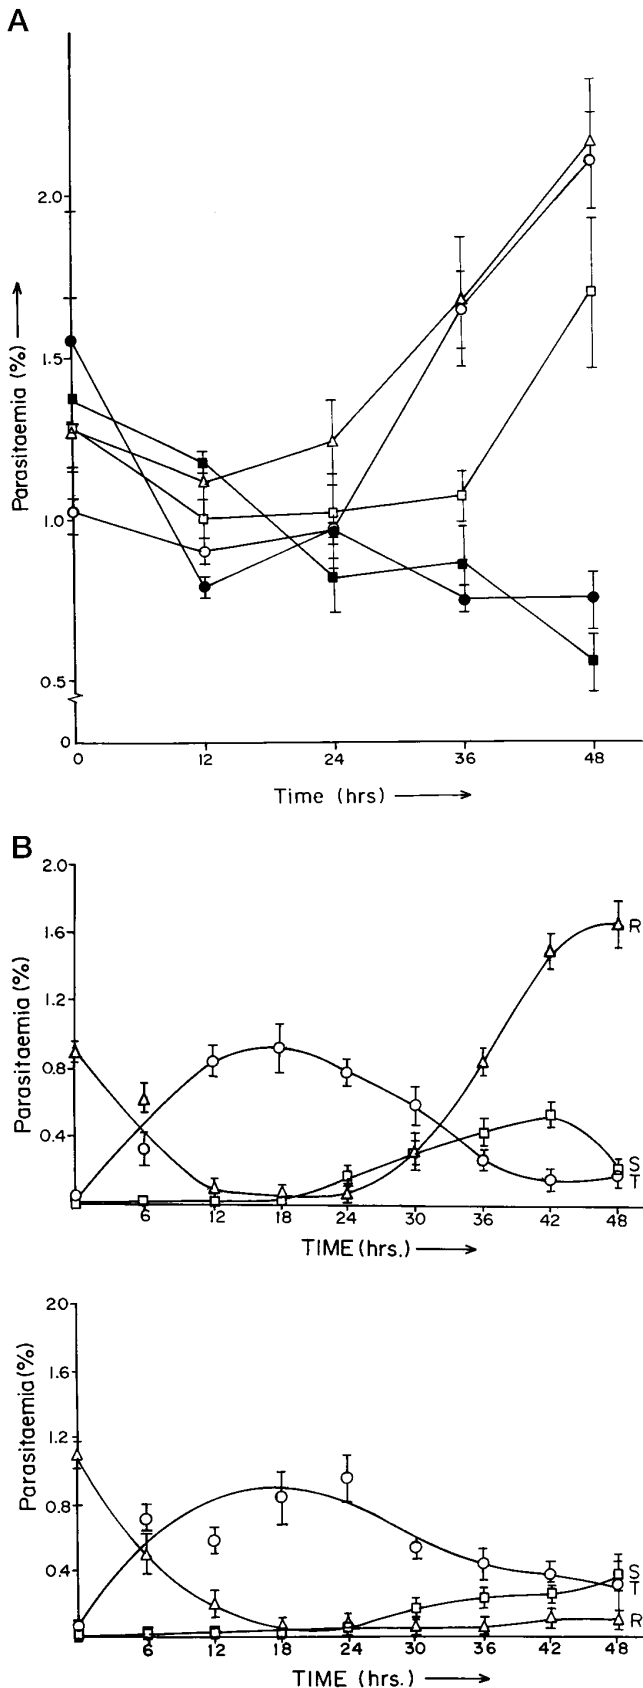 A
2.0
1.5
1.0
0.5
0
Parasitaemia (%)
0 12 24 36 48
Time (hrs)
B
2.0
1.6
1.2
0.8
0.4
Parasitaemia (%)
R
S
T
6 12 18 24 30 36 42 48
TIME (hrs.)
20
1.6
1.2
0.8
0.4
Parasitaemia (%)
S
T
R
6 12 18 24 30 36 42 48
TIME (hrs.)